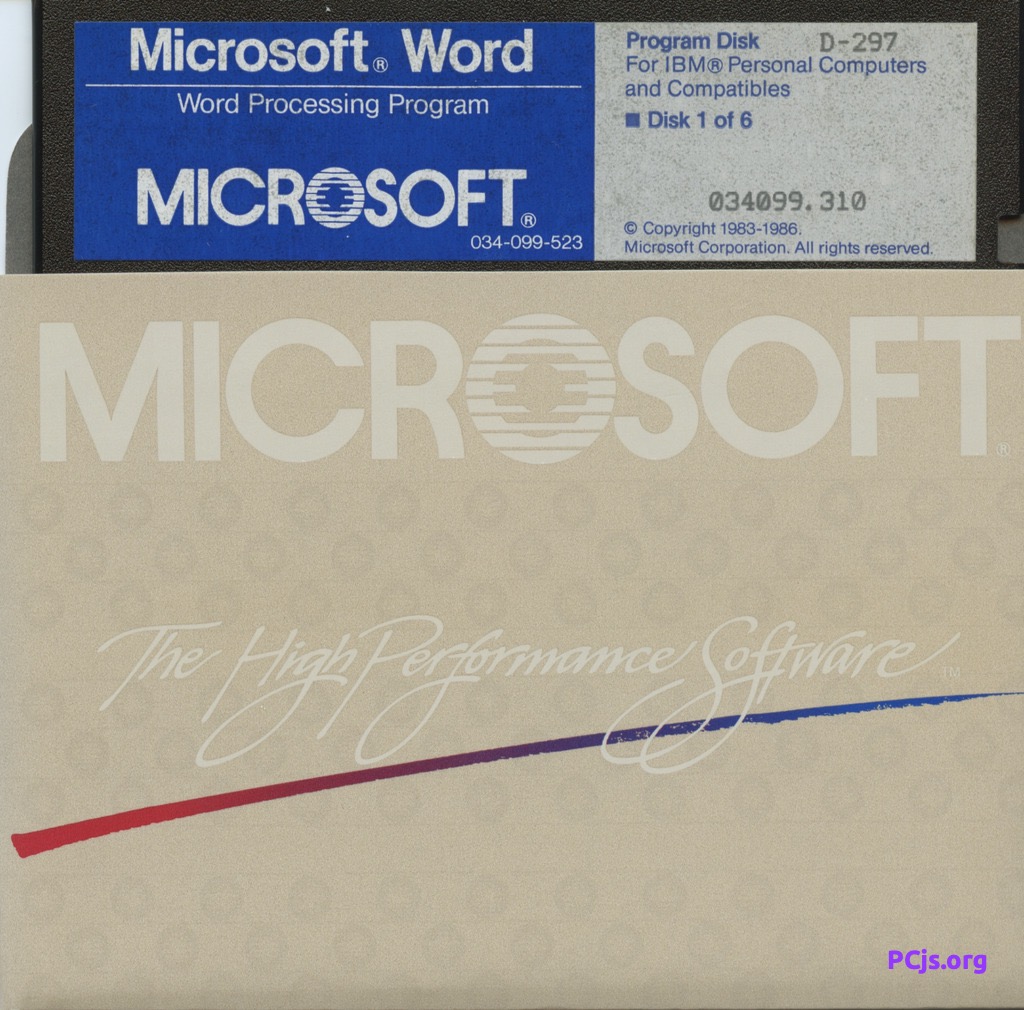 Microsoft® Word
Word Processing Program
MICROSOFT®
034-099-523
Program Disk D-297
For IBM® Personal Computers
and Compatibles
■ Disk 1 of 6
034099.310
© Copyright 1983-1986.
Microsoft Corporation. All rights reserved.
MICROSOFT®
The High Performance Software™
PCjs.org